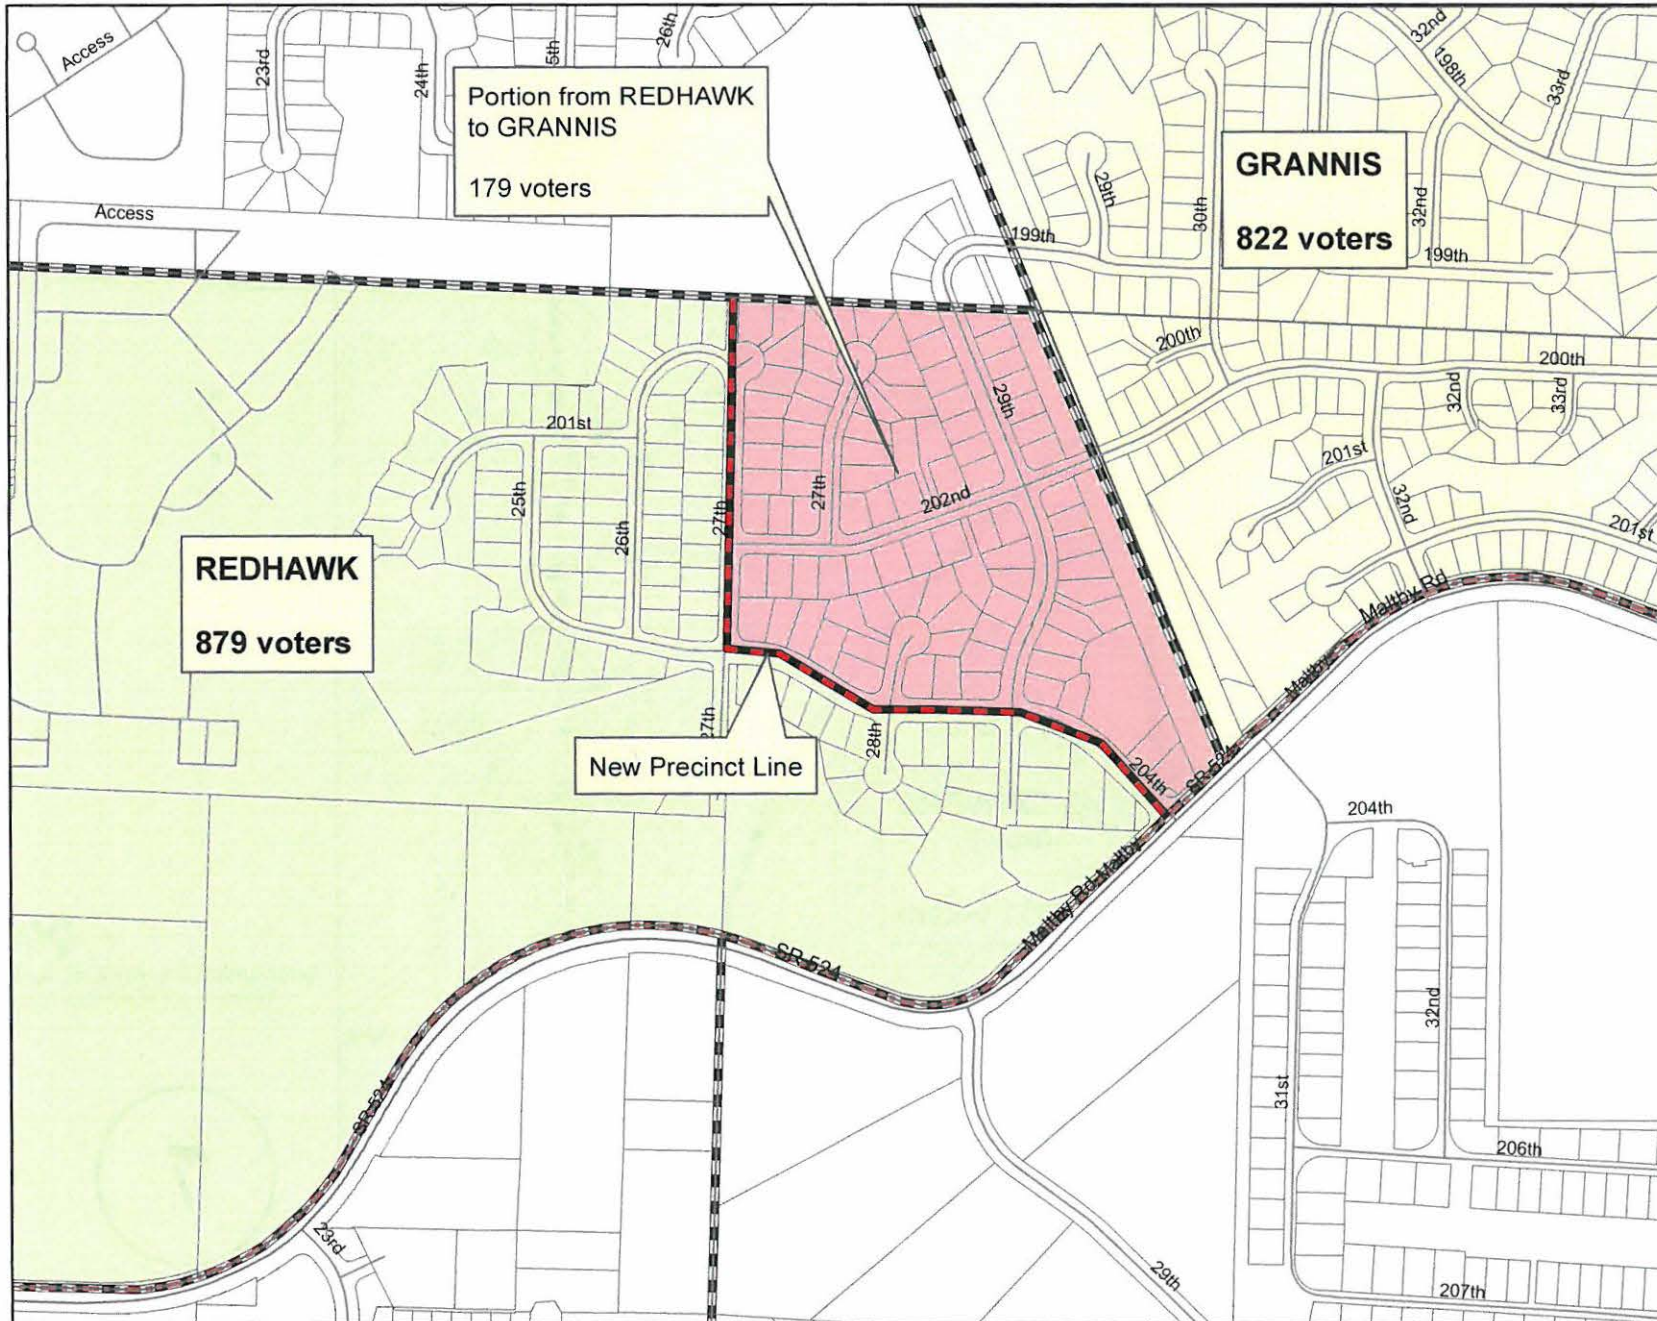 Access
23rd
24th
5th
26th
32nd
198th
33rd
Portion from REDHAWK
to GRANNIS
179 voters
GRANNIS
822 voters
29th
30th
32nd
Access
199th
199th
200th
200th
29th
32nd
33rd
201st
201st
25th
26th
27th
27th
202nd
32nd
201st
REDHAWK
879 voters
Maltby Rd
Maltby
27th
28th
New Precinct Line
204th
SR 524
204th
Maltby Rd Maltby
SR 524
32nd
31st
SR 524
206th
23rd
29th
207th